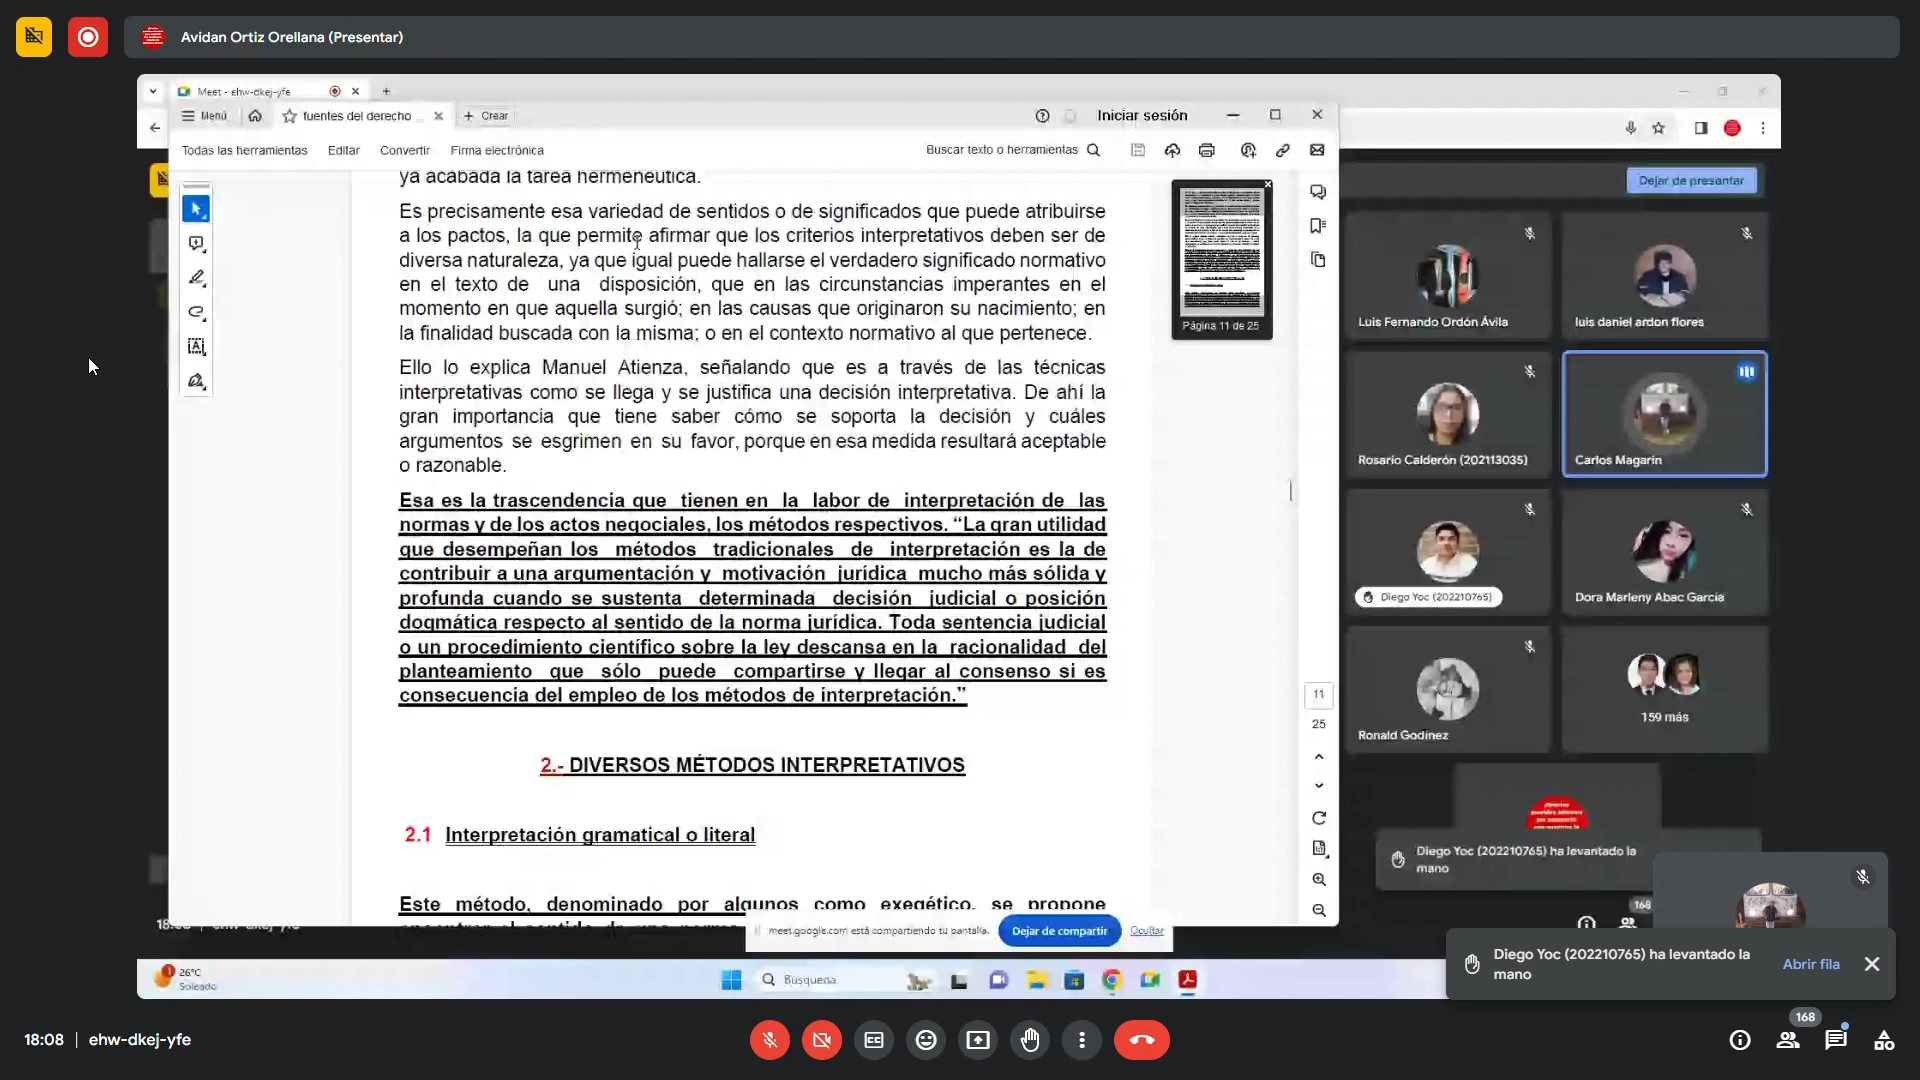 Avidan Ortiz Orellana (Presentar)
Meet - ehw-dkej-yfe
Menú
fuentes del derecho
Crear
Iniciar sesión
Todas las herramientas
Editar
Convertir
Firma electrónica
Buscar texto o herramientas
ya acabada la tarea hermenéutica.
Es precisamente esa variedad de sentidos o de significados que puede atribuirse
a los pactos, la que permite afirmar que los criterios interpretativos deben ser de
diversa naturaleza, ya que igual puede hallarse el verdadero significado normativo
en el texto de una disposición, que en las circunstancias imperantes en el
momento en que aquella surgió; en las causas que originaron su nacimiento; en
la finalidad buscada con la misma; o en el contexto normativo al que pertenece.
Ello lo explica Manuel Atienza, señalando que es a través de las técnicas
interpretativas como se llega y se justifica una decisión interpretativa. De ahí la
gran importancia que tiene saber cómo se soporta la decisión y cuáles
argumentos se esgrimen en su favor, porque en esa medida resultará aceptable
o razonable.
Esa es la trascendencia que tienen en la labor de interpretación de las
normas y de los actos negociales, los métodos respectivos. “La gran utilidad
que desempeñan los métodos tradicionales de interpretación es la de
contribuir a una argumentación y motivación jurídica mucho más sólida y
profunda cuando se sustenta determinada decisión judicial o posición
dogmática respecto al sentido de la norma jurídica. Toda sentencia judicial
o un procedimiento científico sobre la ley descansa en la racionalidad del
planteamiento que sólo puede compartirse y llegar al consenso si es
consecuencia del empleo de los métodos de interpretación.”
2.- DIVERSOS MÉTODOS INTERPRETATIVOS
2.1 Interpretación gramatical o literal
Este método, denominado por algunos como exegético, se propone
Página 11 de 25
11
25
Dejar de presentar
Luis Fernando Ordón Ávila
luis daniel ardon flores
Rosario Calderón (202113035)
Carlos Magarín
Diego Yoc (202210765)
Dora Marleny Abac García
Ronald Godínez
159 más
Diego Yoc (202210765) ha levantado la
mano
168
meet.google.com está compartiendo tu pantalla.
Dejar de compartir
Ocultar
1
26°C
Soleado
Búsqueda
Diego Yoc (202210765) ha levantado la
mano
Abrir fila
18:08
ehw-dkej-yfe
168